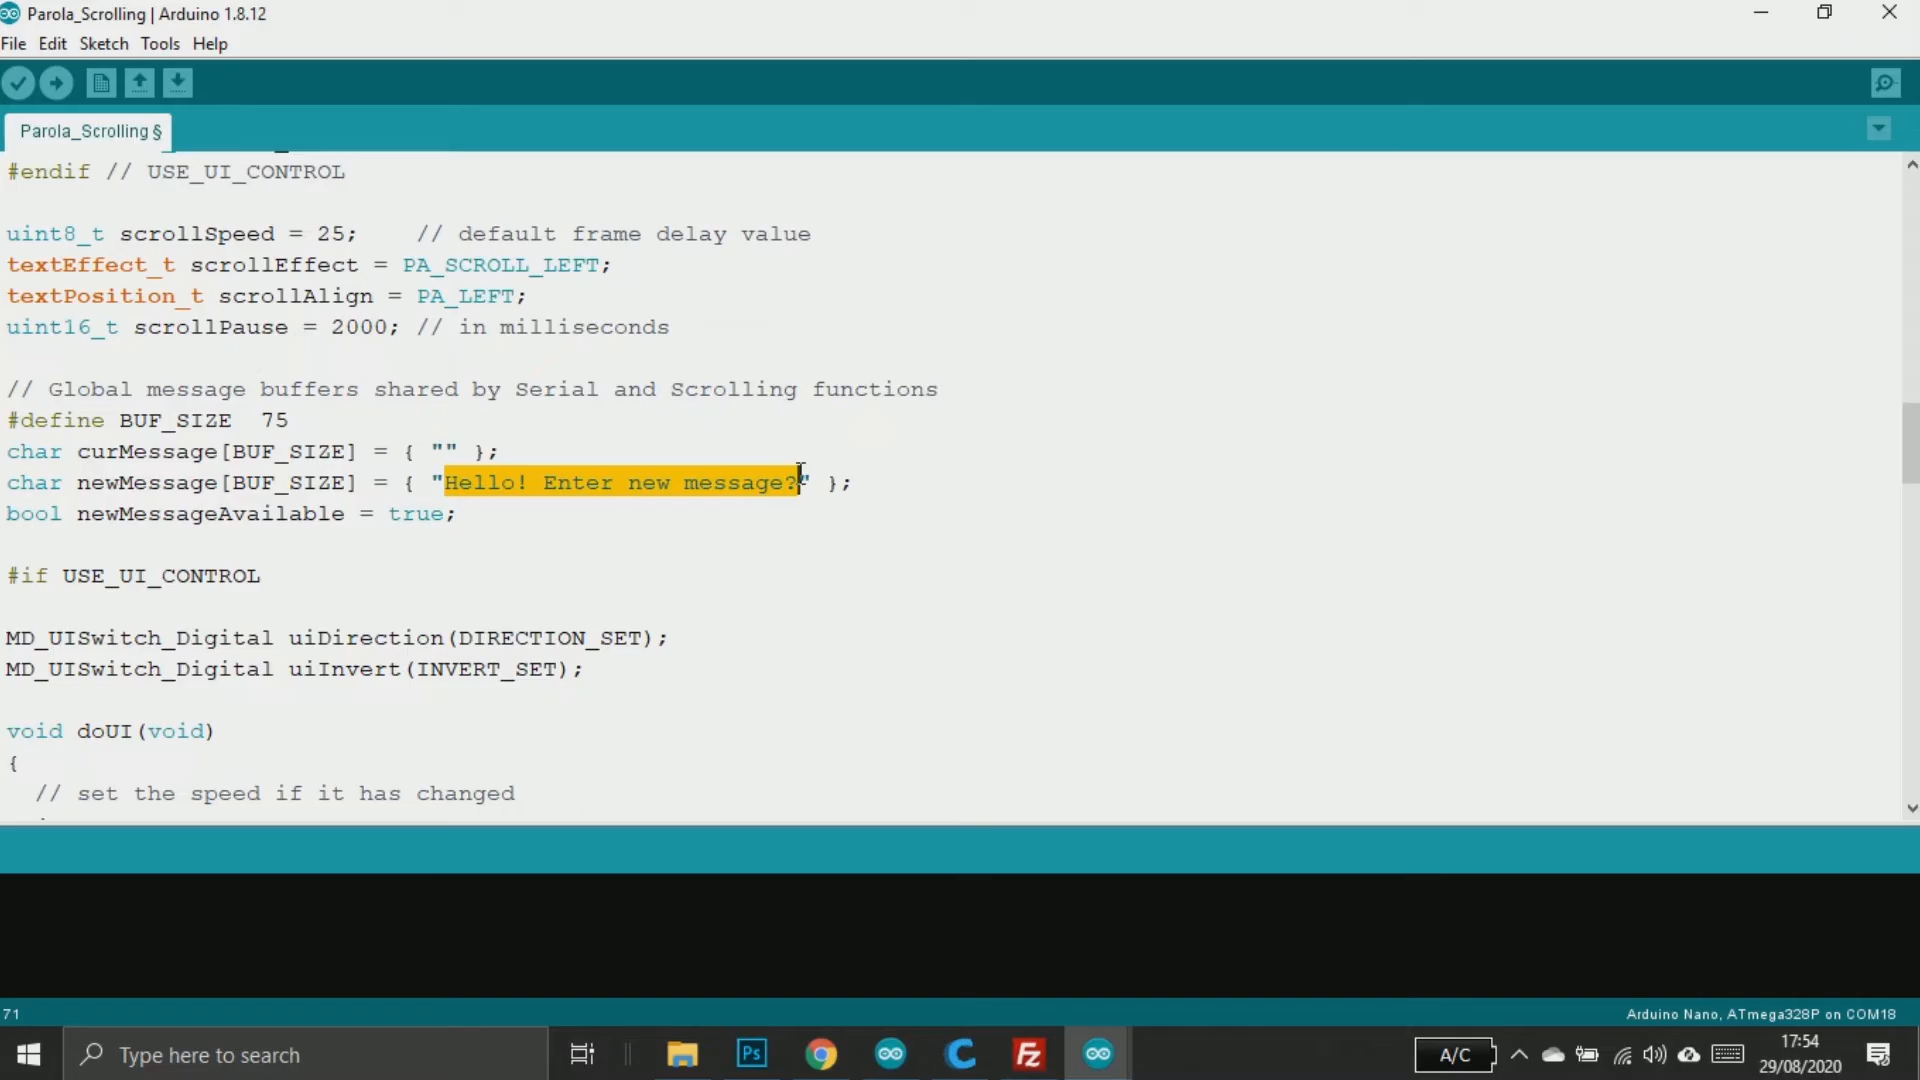 Parola_Scrolling | Arduino 1.8.12
File Edit Sketch Tools Help
Parola_Scrolling §
#endif // USE_UI_CONTROL
uint8_t scrollSpeed = 25;    // default frame delay value
textEffect_t scrollEffect = PA_SCROLL_LEFT;
textPosition_t scrollAlign = PA_LEFT;
uint16_t scrollPause = 2000; // in milliseconds
// Global message buffers shared by Serial and Scrolling functions
#define BUF_SIZE  75
char curMessage[BUF_SIZE] = { "" };
char newMessage[BUF_SIZE] = { "Hello! Enter new message?" };
bool newMessageAvailable = true;
#if USE_UI_CONTROL
MD_UISwitch_Digital uiDirection(DIRECTION_SET);
MD_UISwitch_Digital uiInvert(INVERT_SET);
void doUI(void)
{
  // set the speed if it has changed
71
Arduino Nano, ATmega328P on COM18
Type here to search
Ps
Fz
A/C
17:54
29/08/2020